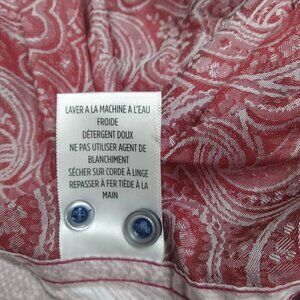 LAVER A LA MACHINE A L'EAU
FROIDE
DÉTERGENT DOUX
NE PAS UTILISER AGENT DE
BLANCHIMENT
SÉCHER SUR CORDE À LINGE
REPASSER À FER TIÈDE À LA
MAIN